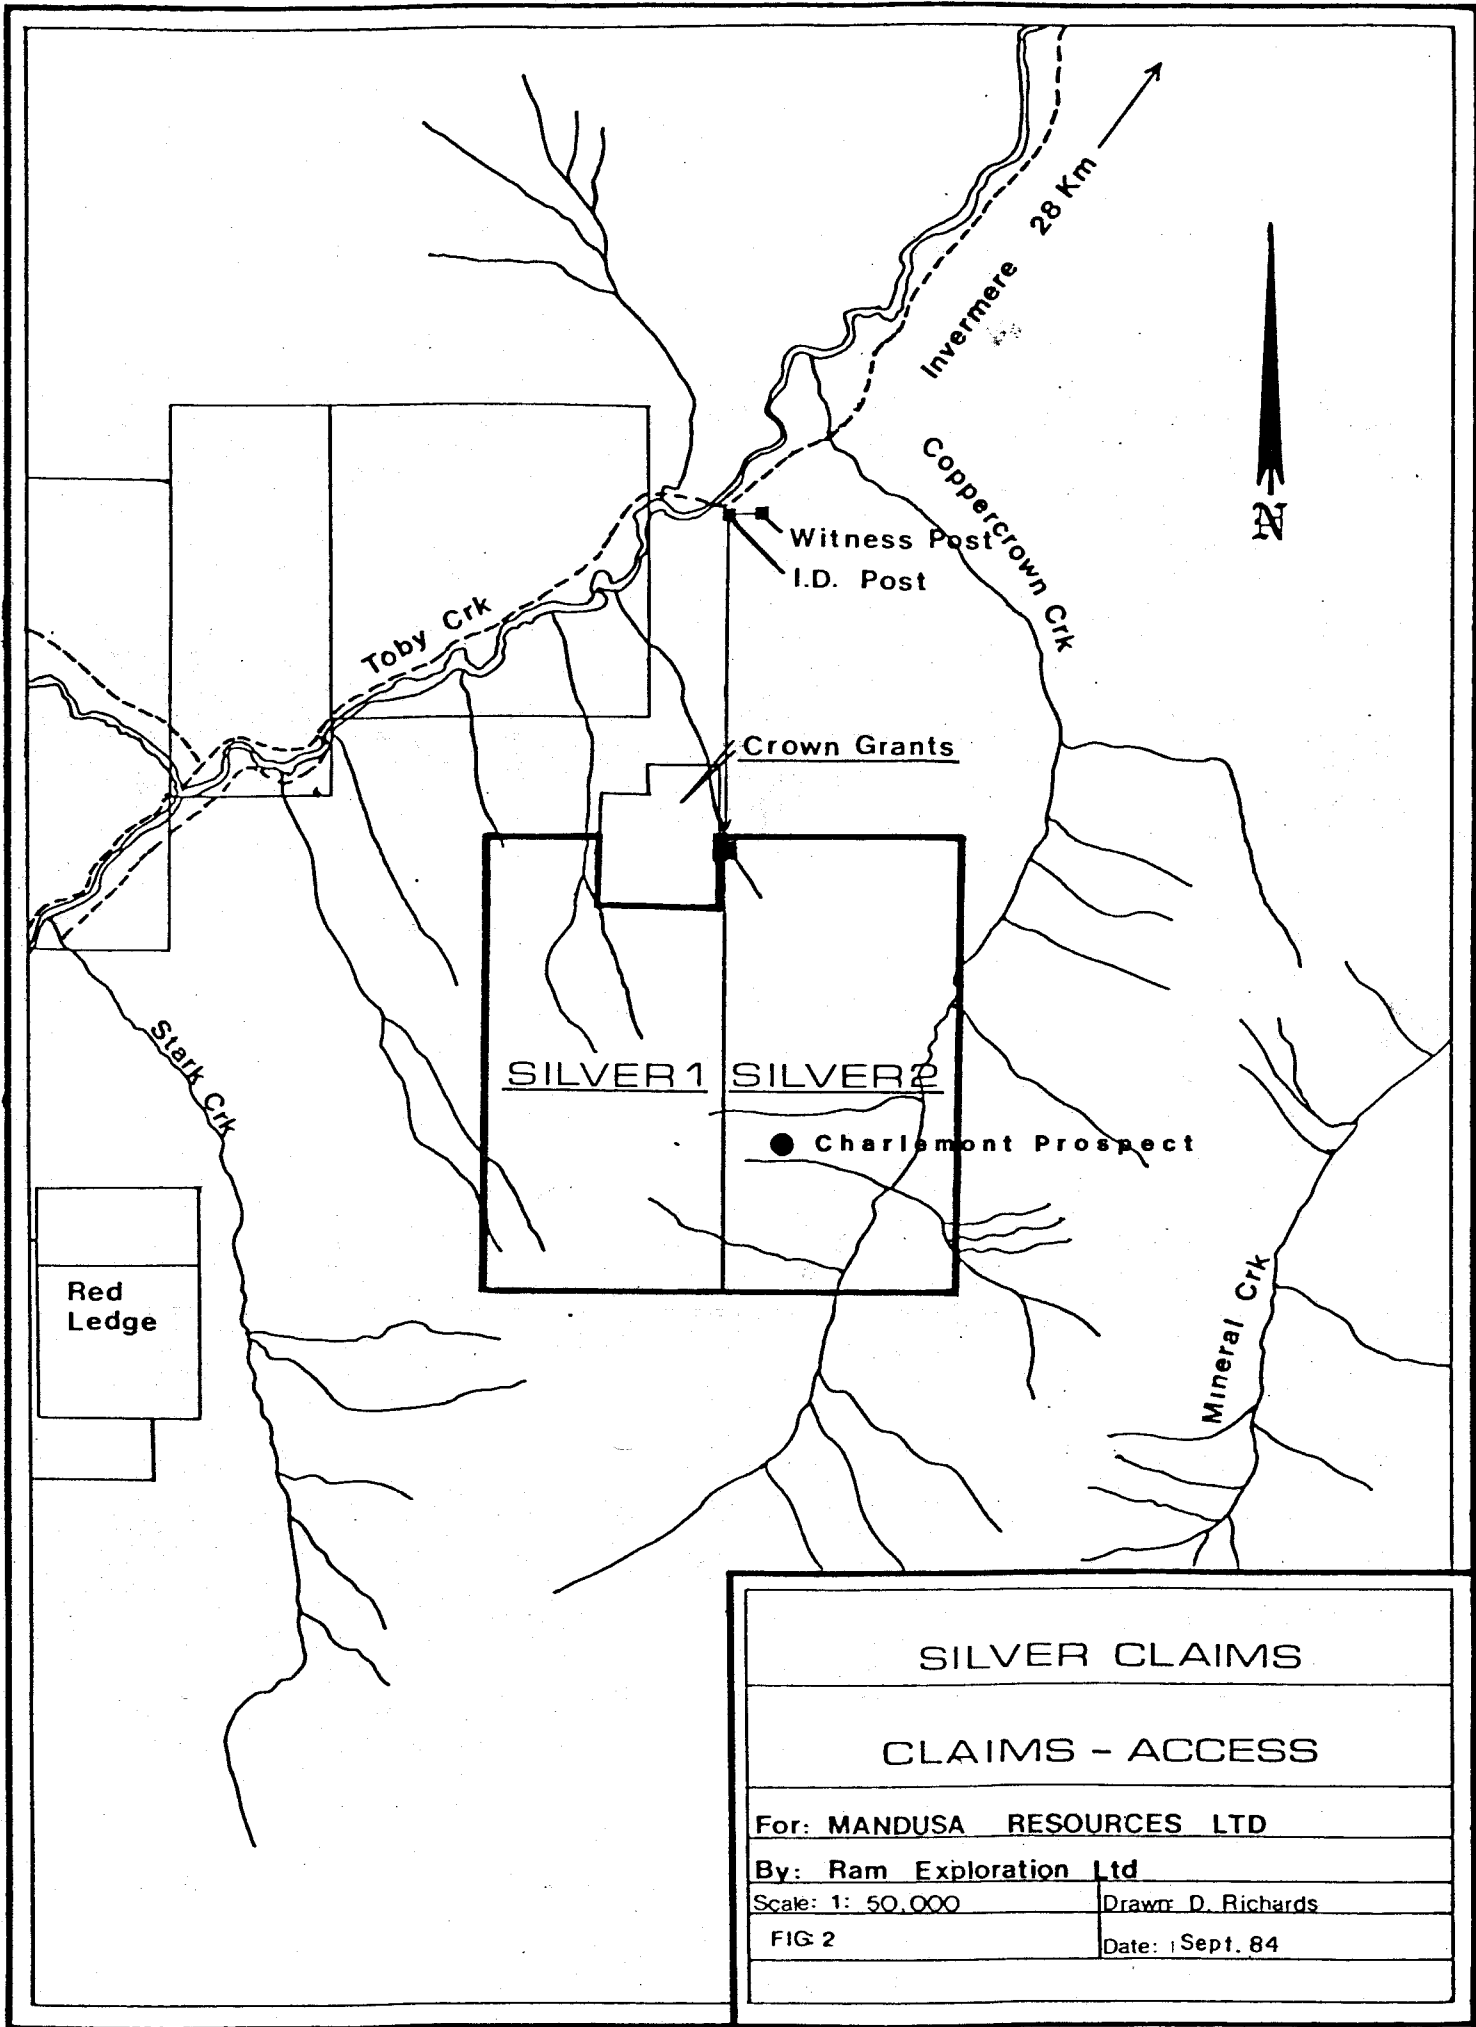 Invermere 28 Km
N
Coppercrown Crk
Witness Post
I.D. Post
Toby Crk
Crown Grants
Stark Crk
SILVER 1
SILVER 2
Charlemont Prospect
Red
Ledge
Mineral Crk
SILVER CLAIMS
CLAIMS - ACCESS
For: MANDUSA RESOURCES LTD
By: Ram Exploration Ltd
Scale: 1: 50,000
Drawn: D. Richards
FIG. 2
Date: Sept. 84